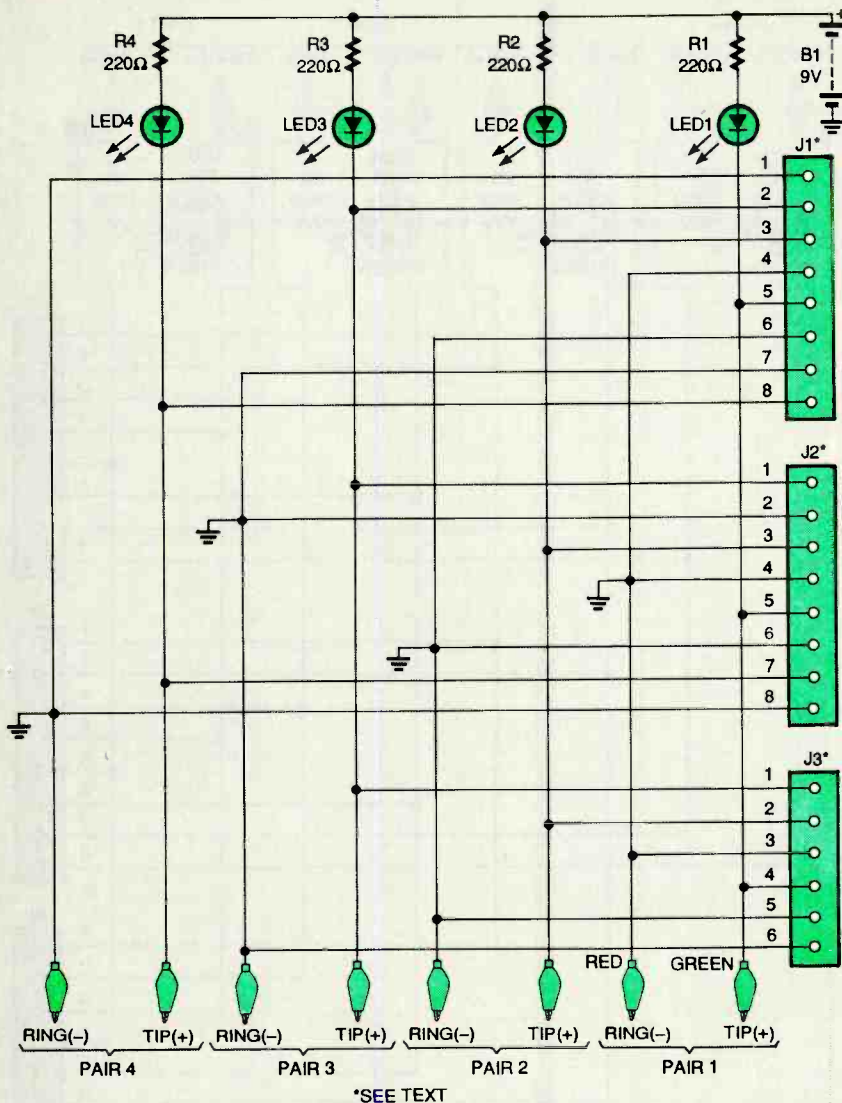 R4
220Ω
R3
220Ω
R2
220Ω
R1
220Ω
+
B1
9V
LED4
LED3
LED2
LED1
J1*
1
2
3
4
5
6
7
8
J2*
1
2
3
4
5
6
7
8
J3*
1
2
3
4
5
6
RED
GREEN
RING(–)
TIP(+)
RING(–)
TIP(+)
RING(–)
TIP(+)
RING(–)
TIP(+)
PAIR 4
PAIR 3
PAIR 2
PAIR 1
*SEE TEXT